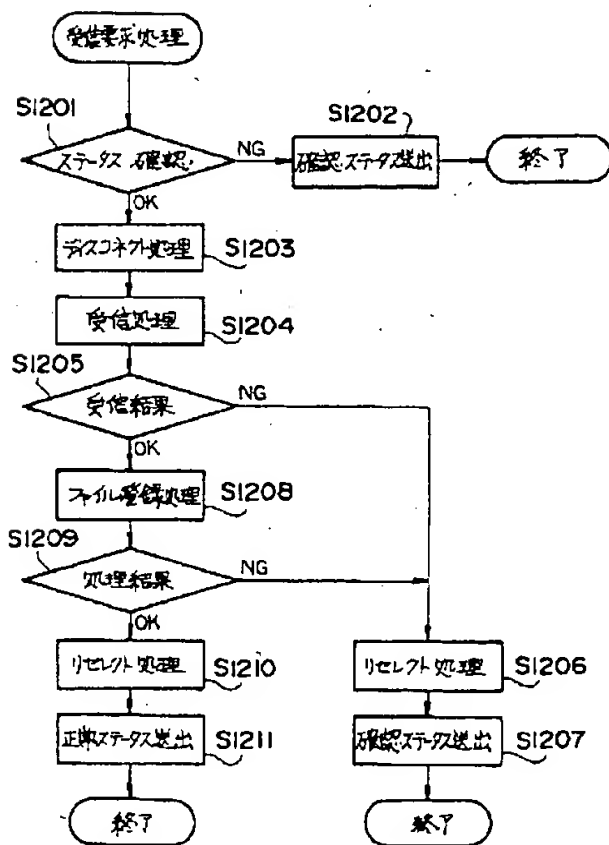 受信要求処理
S1201
ステータス確認
NG
S1202
確認ステータス送出
終了
OK
ディスコネクト処理
S1203
受信処理
S1204
S1205
受信結果
NG
OK
ファイル登録処理
S1208
S1209
処理結果
NG
OK
リセレクト処理
S1210
リセレクト処理
S1206
正常ステータス送出
S1211
確認ステータス送出
S1207
終了
終了